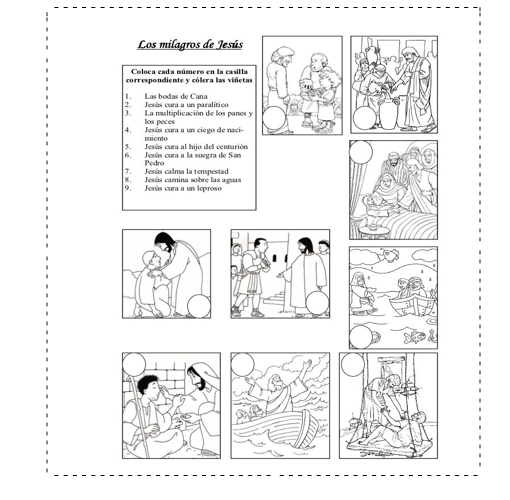 Los milagros de Jesús
Coloca cada número en la casilla
correspondiente y cólera las viñetas
1. Las bodas de Cana
2. Jesús cura a un paralítico
3. La multiplicación de los panes y
los peces
4. Jesús cura a un ciego de naci-
miento
5. Jesús cura al hijo del centurión
6. Jesús cura a la suegra de San
Pedro
7. Jesús calma la tempestad
8. Jesús camina sobre las aguas
9. Jesús cura a un leproso